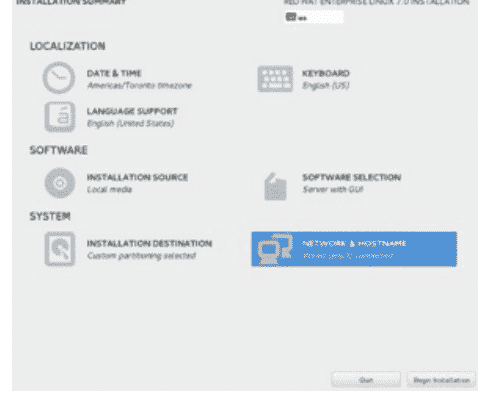 INSTALLATION SUMMARY
RED HAT ENTERPRISE LINUX 7.0 INSTALLATION
us
LOCALIZATION
DATE & TIME
Americas/Toronto timezone
KEYBOARD
English (US)
LANGUAGE SUPPORT
English (United States)
SOFTWARE
INSTALLATION SOURCE
Local media
SOFTWARE SELECTION
Server with GUI
SYSTEM
INSTALLATION DESTINATION
Custom partitioning selected
NETWORK & HOSTNAME
connected
Quit
Begin Installation